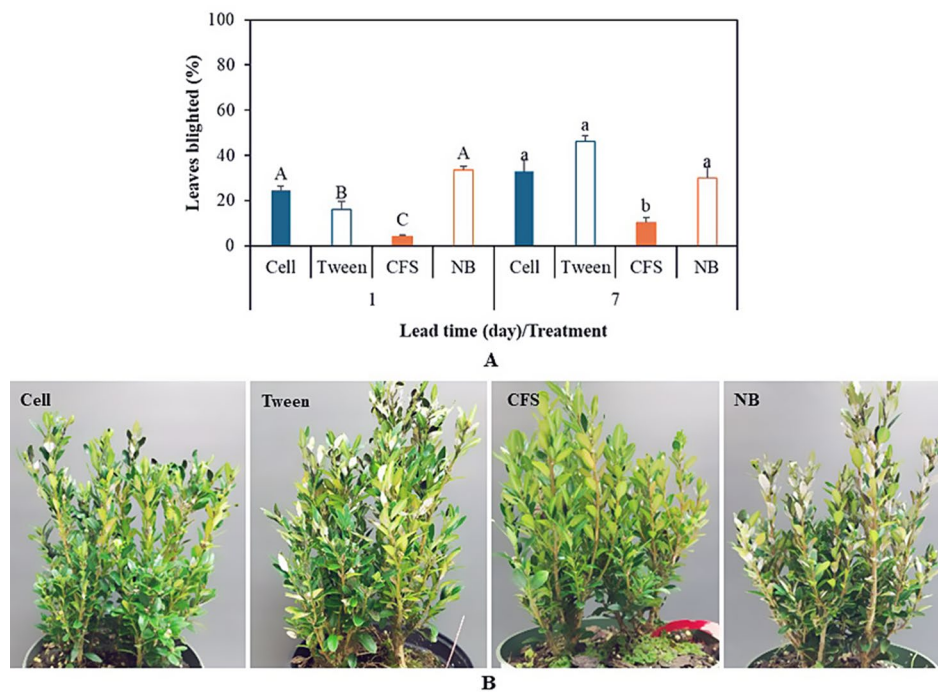 100
80
60
40
20
0
Leaves blighted (%)
A
B
C
A
a
a
b
a
Cell Tween CFS NB Cell Tween CFS NB
1 7
Lead time (day)/Treatment
A
Cell Tween CFS NB
B